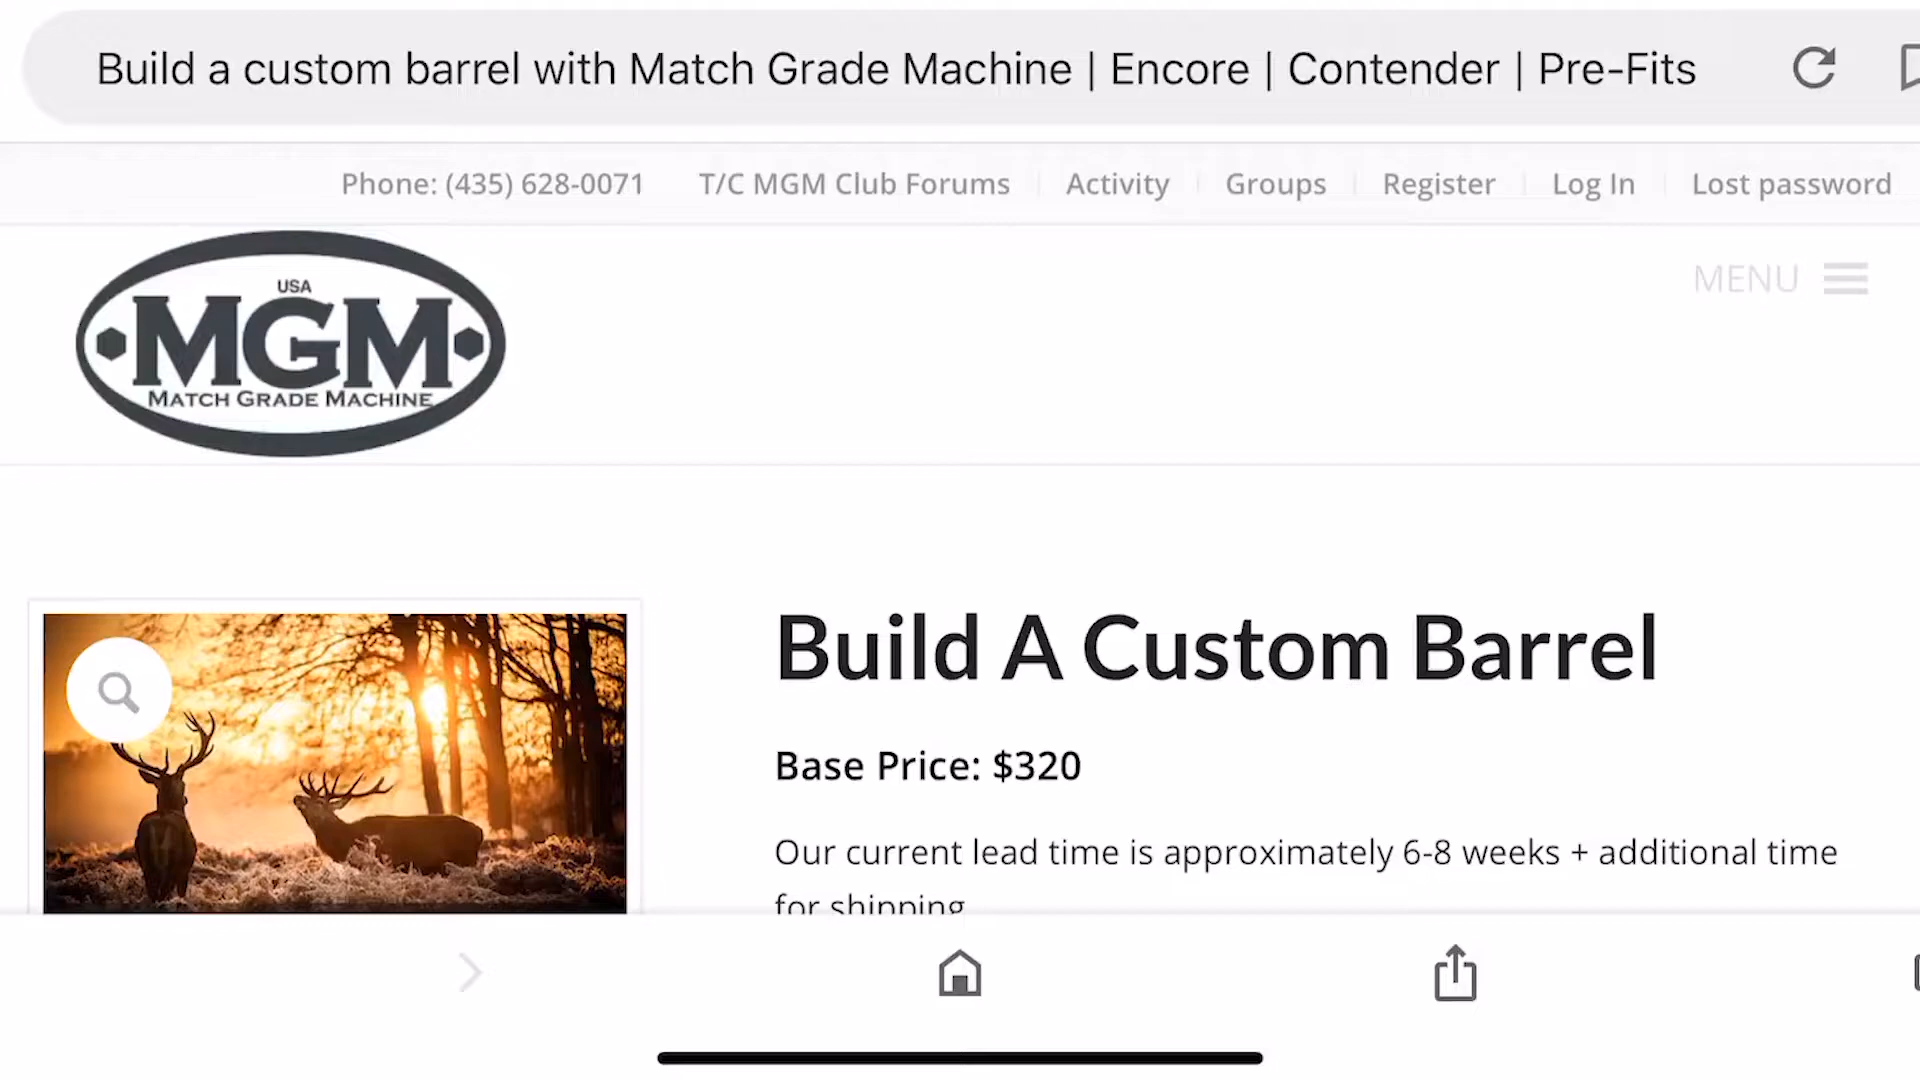 Build a custom barrel with Match Grade Machine | Encore | Contender | Pre-Fits
Phone: (435) 628-0071 T/C MGM Club Forums Activity Groups Register Log In Lost password
MENU
USA
MGM
MATCH GRADE MACHINE
Build A Custom Barrel
Base Price: $320
Our current lead time is approximately 6-8 weeks + additional time
for shipping